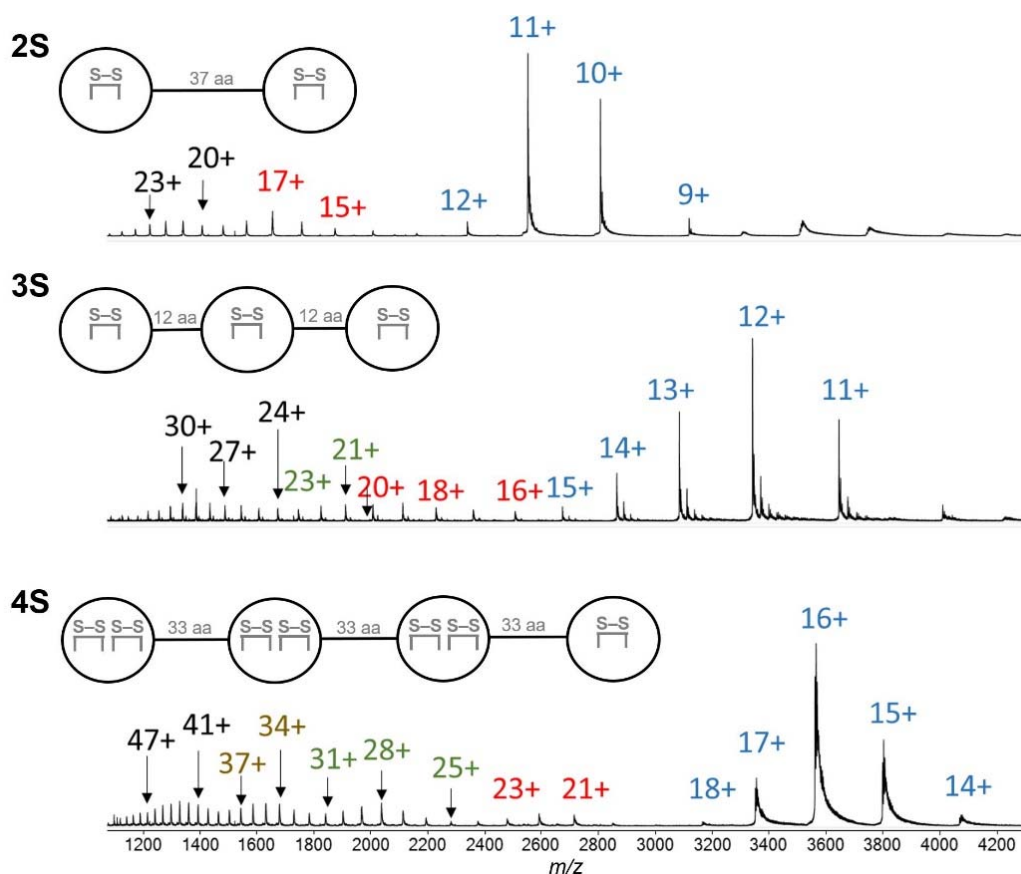 2S
S–S
37 aa
S–S
23+
20+
17+
15+
12+
11+
10+
9+
3S
S–S
12 aa
S–S
12 aa
S–S
30+
27+
24+
23+
21+
20+
18+
16+
15+
14+
13+
12+
11+
4S
S–S S–S
33 aa
S–S S–S
33 aa
S–S S–S
33 aa
S–S
47+
41+
37+
34+
31+
28+
25+
23+
21+
18+
17+
16+
15+
14+
1200 1400 1600 1800 2000 2200 2400 2600 2800 3000 3200 3400 3600 3800 4000 4200
m/z